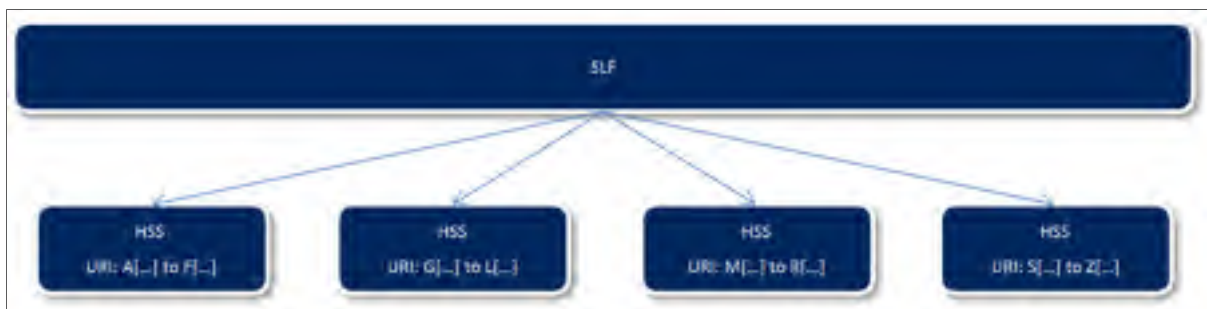 SLF
HSS
URI: A[...] to F[...]
HSS
URI: G[...] to L[...]
HSS
URI: M[...] to R[...]
HSS
URI: S[...] to Z[...]